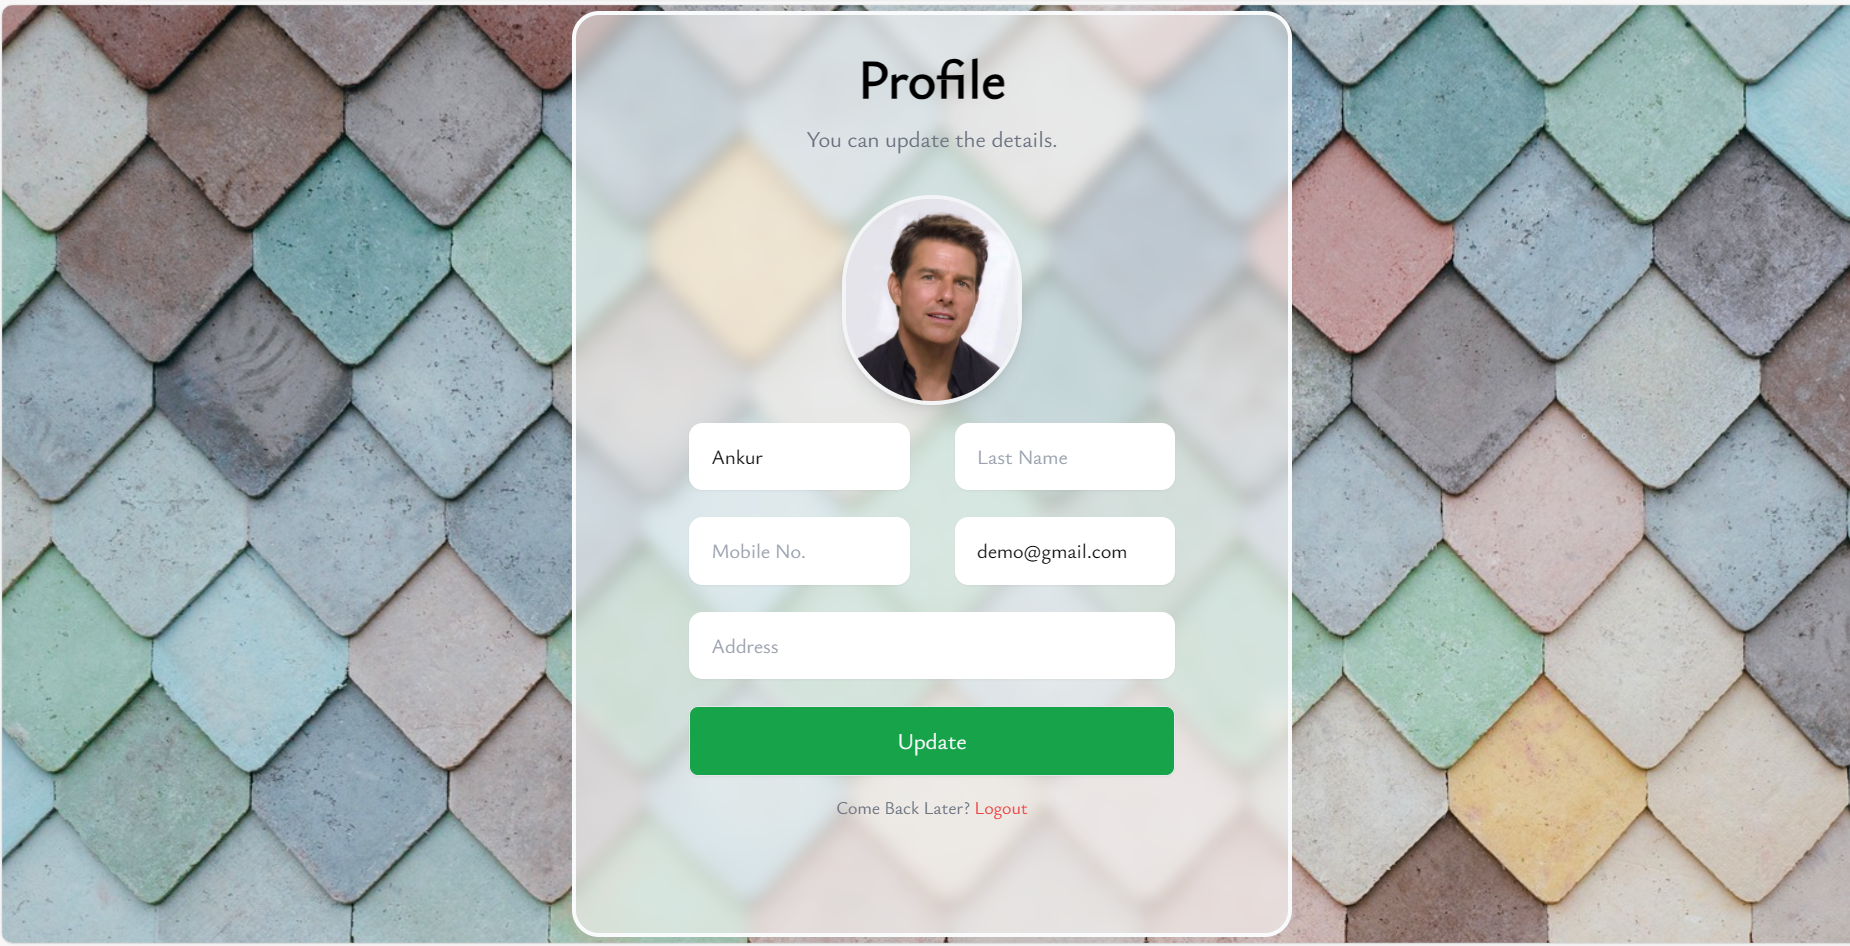 Profile
You can update the details.
Ankur
Last Name
Mobile No.
demo@gmail.com
Address
Update
Come Back Later? Logout